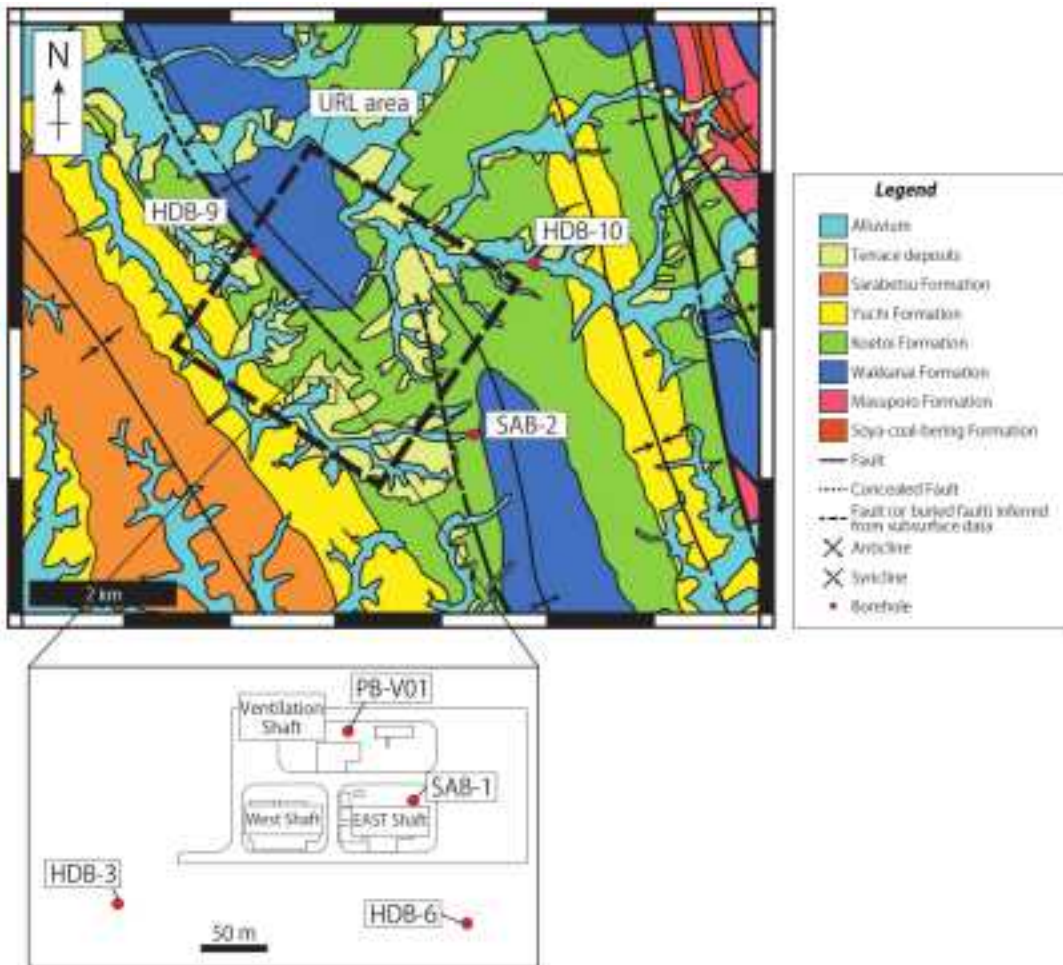 N
URL area
HDB-9
HDB-10
SAB-2
2 km
Legend
Alluvium
Terrace deposits
Sarabetsu Formation
Yuchi Formation
Koetoi Formation
Wakkanai Formation
Masuporo Formation
Soya-coal-bering Formation
Fault
Concealed Fault
Fault (or buried fault) inferred
from subsurface data
Anticline
Syncline
Borehole
PB-V01
Ventilation
Shaft
SAB-1
West Shaft
EAST Shaft
HDB-3
HDB-6
50 m